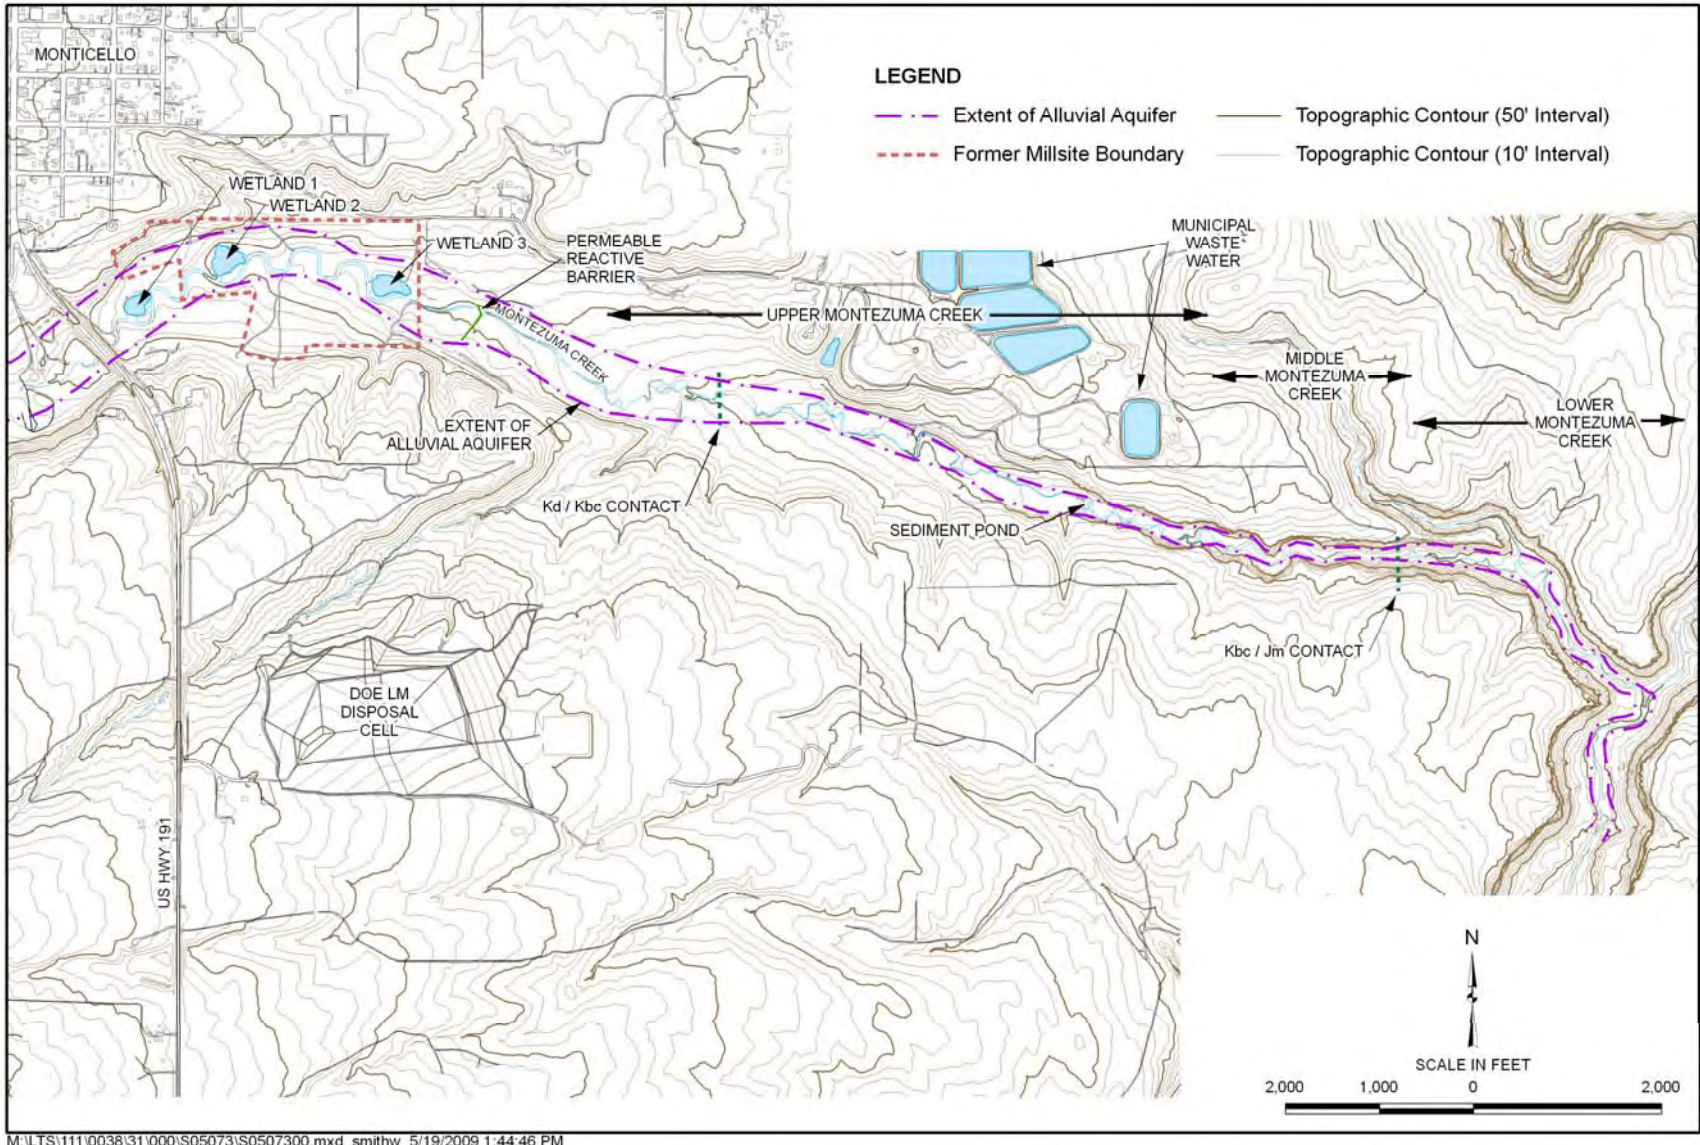 MONTICELLO
LEGEND
Extent of Alluvial Aquifer
Topographic Contour (50' Interval)
Former Millsite Boundary
Topographic Contour (10' Interval)
WETLAND 1
WETLAND 2
WETLAND 3
PERMEABLE
REACTIVE
BARRIER
MUNICIPAL
WASTE
WATER
MONTEZUMA CREEK
UPPER MONTEZUMA CREEK
MIDDLE
MONTEZUMA
CREEK
LOWER
MONTEZUMA
CREEK
EXTENT OF
ALLUVIAL AQUIFER
Kd / Kbc CONTACT
SEDIMENT POND
Kbc / Jm CONTACT
DOE LM
DISPOSAL
CELL
US HWY 191
N
SCALE IN FEET
2,000 1,000 0 2,000
M:\LTS\111\0038\31\000\S05073\S0507300.mxd smithw 5/19/2009 1:44:46 PM